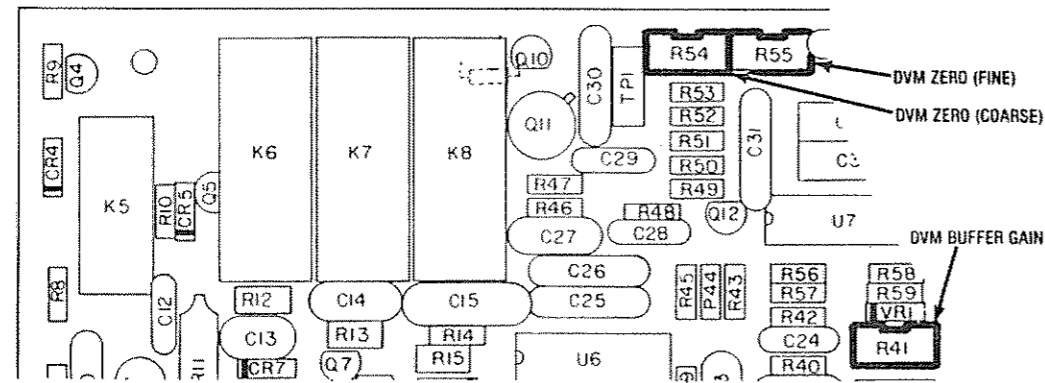 R9
Q4
Q10
C30
TP1
R54
R55
DVM ZERO (FINE)
DVM ZERO (COARSE)
R53
R52
R51
R50
R49
C31
CR4
K5
R10
CR5
Q5
K6
K7
K8
Q11
C29
R47
R46
R48
Q12
C27
C28
U7
DVM BUFFER GAIN
C26
C25
R45
P44
R43
R56
R57
R58
R59
R8
C12
R12
C14
C15
R42
VR1
C13
R13
R14
C24
R41
R11
CR7
Q7
R15
U6
R40